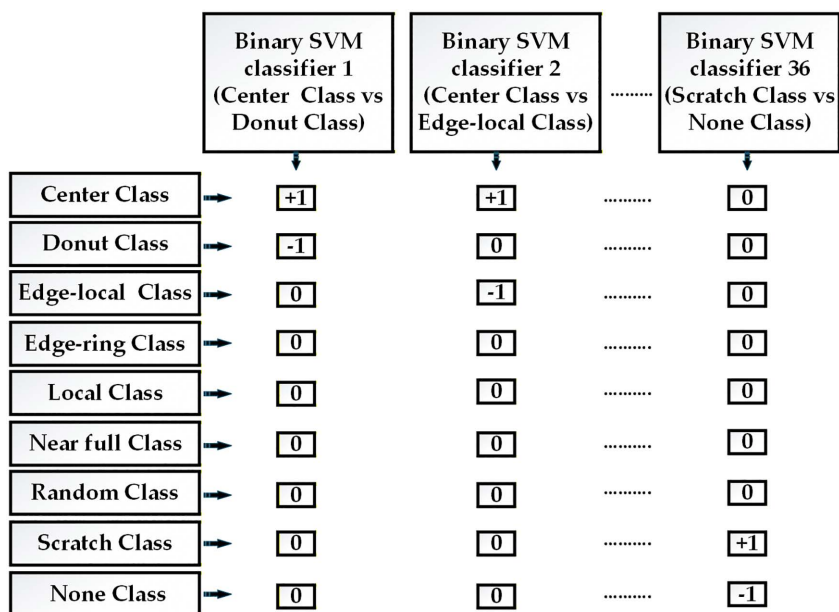 Binary SVM
classifier 1
(Center Class vs
Donut Class)
Binary SVM
classifier 2
(Center Class vs
Edge-local Class)
..........
Binary SVM
classifier 36
(Scratch Class vs
None Class)
Center Class +1 +1 .......... 0
Donut Class -1 0 .......... 0
Edge-local Class 0 -1 .......... 0
Edge-ring Class 0 0 .......... 0
Local Class 0 0 .......... 0
Near full Class 0 0 .......... 0
Random Class 0 0 .......... 0
Scratch Class 0 0 .......... +1
None Class 0 0 .......... -1